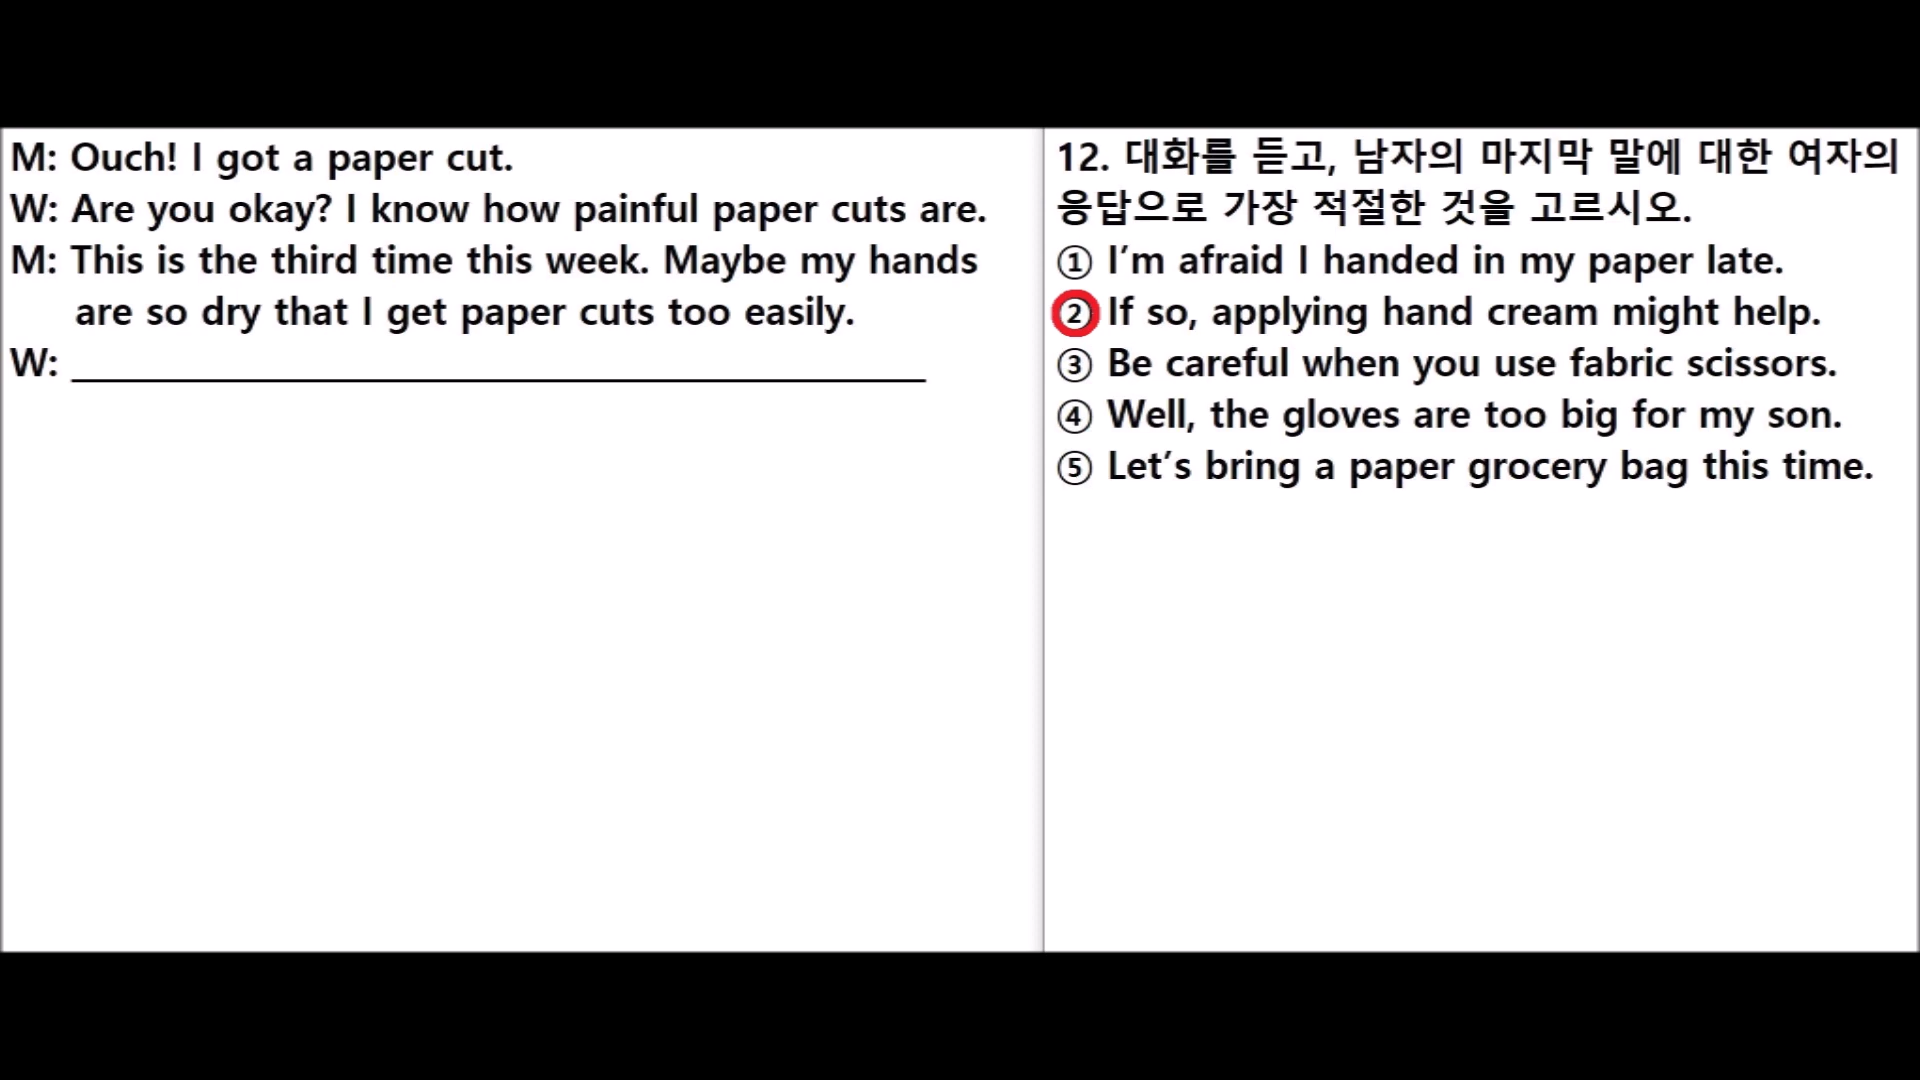 M: Ouch! I got a paper cut.
W: Are you okay? I know how painful paper cuts are.
M: This is the third time this week. Maybe my hands
are so dry that I get paper cuts too easily.
W: ____________________
12. 대화를 듣고, 남자의 마지막 말에 대한 여자의
응답으로 가장 적절한 것을 고르시오.
① I’m afraid I handed in my paper late.
② If so, applying hand cream might help.
③ Be careful when you use fabric scissors.
④ Well, the gloves are too big for my son.
⑤ Let’s bring a paper grocery bag this time.